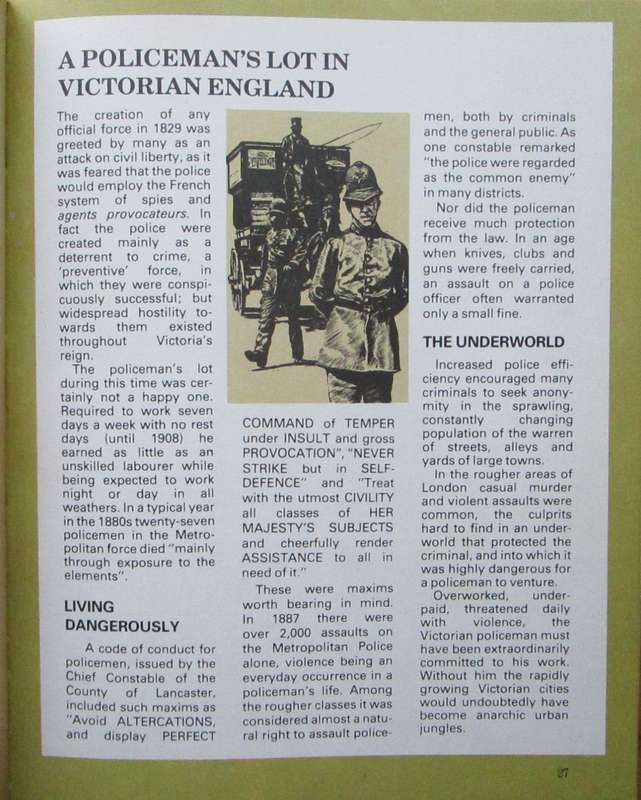 A POLICEMAN'S LOT IN
VICTORIAN ENGLAND
The creation of any
official force in 1829 was
greeted by many as an
attack on civil liberty, as it
was feared that the police
would employ the French
system of spies and
agents provocateurs. In
fact the police were
created mainly as a
deterrent to crime, a
'preventive' force, in
which they were conspi-
cuously successful; but
widespread hostility to-
wards them existed
throughout Victoria's
reign.
The policeman's lot
during this time was cer-
tainly not a happy one.
Required to work seven
days a week with no rest
days (until 1908) he
earned as little as an
unskilled labourer while
being expected to work
night or day in all
weathers. In a typical year
in the 1880s twenty-seven
policemen in the Metro-
politan force died "mainly
through exposure to the
elements".
LIVING
DANGEROUSLY
A code of conduct for
policemen, issued by the
Chief Constable of the
County of Lancaster,
included such maxims as
"Avoid ALTERCATIONS,
and display PERFECT
COMMAND of TEMPER
under INSULT and gross
PROVOCATION", "NEVER
STRIKE but in SELF-
DEFENCE" and "Treat
with the utmost CIVILITY
all classes of HER
MAJESTY'S SUBJECTS
and cheerfully render
ASSISTANCE to all in
need of it."
These were maxims
worth bearing in mind.
In 1887 there were
over 2,000 assaults on
the Metropolitan Police
alone, violence being an
everyday occurrence in a
policeman's life. Among
the rougher classes it was
considered almost a natu-
ral right to assault police-
men, both by criminals
and the general public. As
one constable remarked
"the police were regarded
as the common enemy"
in many districts.
Nor did the policeman
receive much protection
from the law. In an age
when knives, clubs and
guns were freely carried,
an assault on a police
officer often warranted
only a small fine.
THE UNDERWORLD
Increased police effi-
ciency encouraged many
criminals to seek anony-
mity in the sprawling,
constantly changing
population of the warren
of streets, alleys and
yards of large towns.
In the rougher areas of
London casual murder
and violent assaults were
common, the culprits
hard to find in an under-
world that protected the
criminal, and into which it
was highly dangerous for
a policeman to venture.
Overworked, under-
paid, threatened daily
with violence, the
Victorian policeman must
have been extraordinarily
committed to his work.
Without him the rapidly
growing Victorian cities
would undoubtedly have
become anarchic urban
jungles.
27